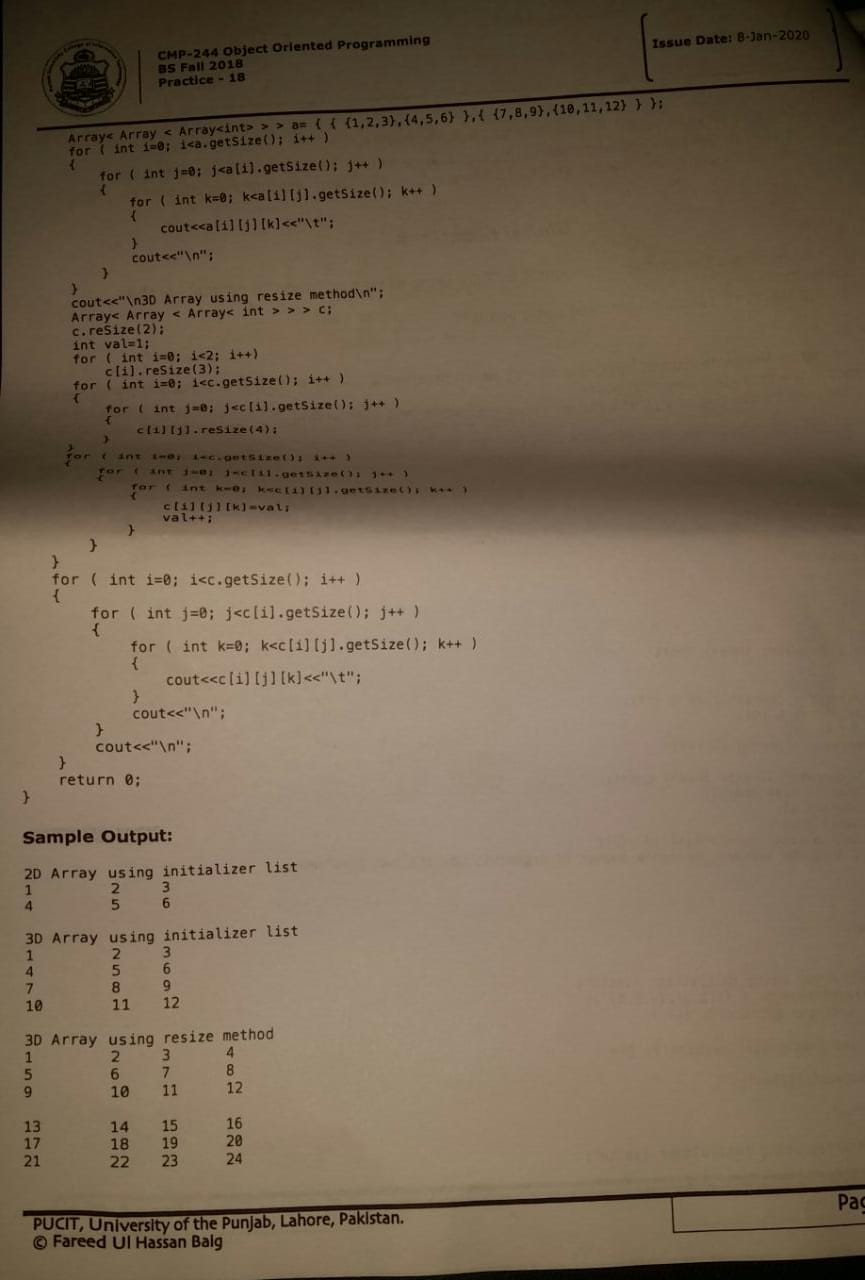 CMP-244 Object Oriented Programming
BS Fall 2018
Practice - 18
Issue Date: 8-Jan-2020
Array< Array < Array<int> > > a= { { {1,2,3},{4,5,6} },{ {7,8,9},{10,11,12} } };
for ( int i=0; i<a.getSize(); i++ )
{
for ( int j=0; j<a[i].getSize(); j++ )
{
for ( int k=0; k<a[i][j].getSize(); k++ )
{
cout<<a[i][j][k]<<"\t";
}
cout<<"\n";
}
}
cout<<"\n3D Array using resize method\n";
Array< Array < Array< int > > > c;
c.reSize(2);
int val=1;
for ( int i=0; i<2; i++)
c[i].reSize(3);
for ( int i=0; i<c.getSize(); i++ )
{
for ( int j=0; j<c[i].getSize(); j++ )
{
c[i][j].reSize(4);
}
}
for ( int i=0; i<c.getSize(); i++ )
{
for ( int j=0; j<c[i].getSize(); j++ )
{
for ( int k=0; k<c[i][j].getSize(); k++ )
{
c[i][j][k]=val;
val++;
}
}
}
for ( int i=0; i<c.getSize(); i++ )
{
for ( int j=0; j<c[i].getSize(); j++ )
{
for ( int k=0; k<c[i][j].getSize(); k++ )
{
cout<<c[i][j][k]<<"\t";
}
cout<<"\n";
}
cout<<"\n";
}
return 0;
}
Sample Output:
2D Array using initializer list
1 2 3
4 5 6
3D Array using initializer list
1 2 3
4 5 6
7 8 9
10 11 12
3D Array using resize method
1 2 3 4
5 6 7 8
9 10 11 12
13 14 15 16
17 18 19 20
21 22 23 24
PUCIT, University of the Punjab, Lahore, Pakistan.
© Fareed Ul Hassan Baig
Pag